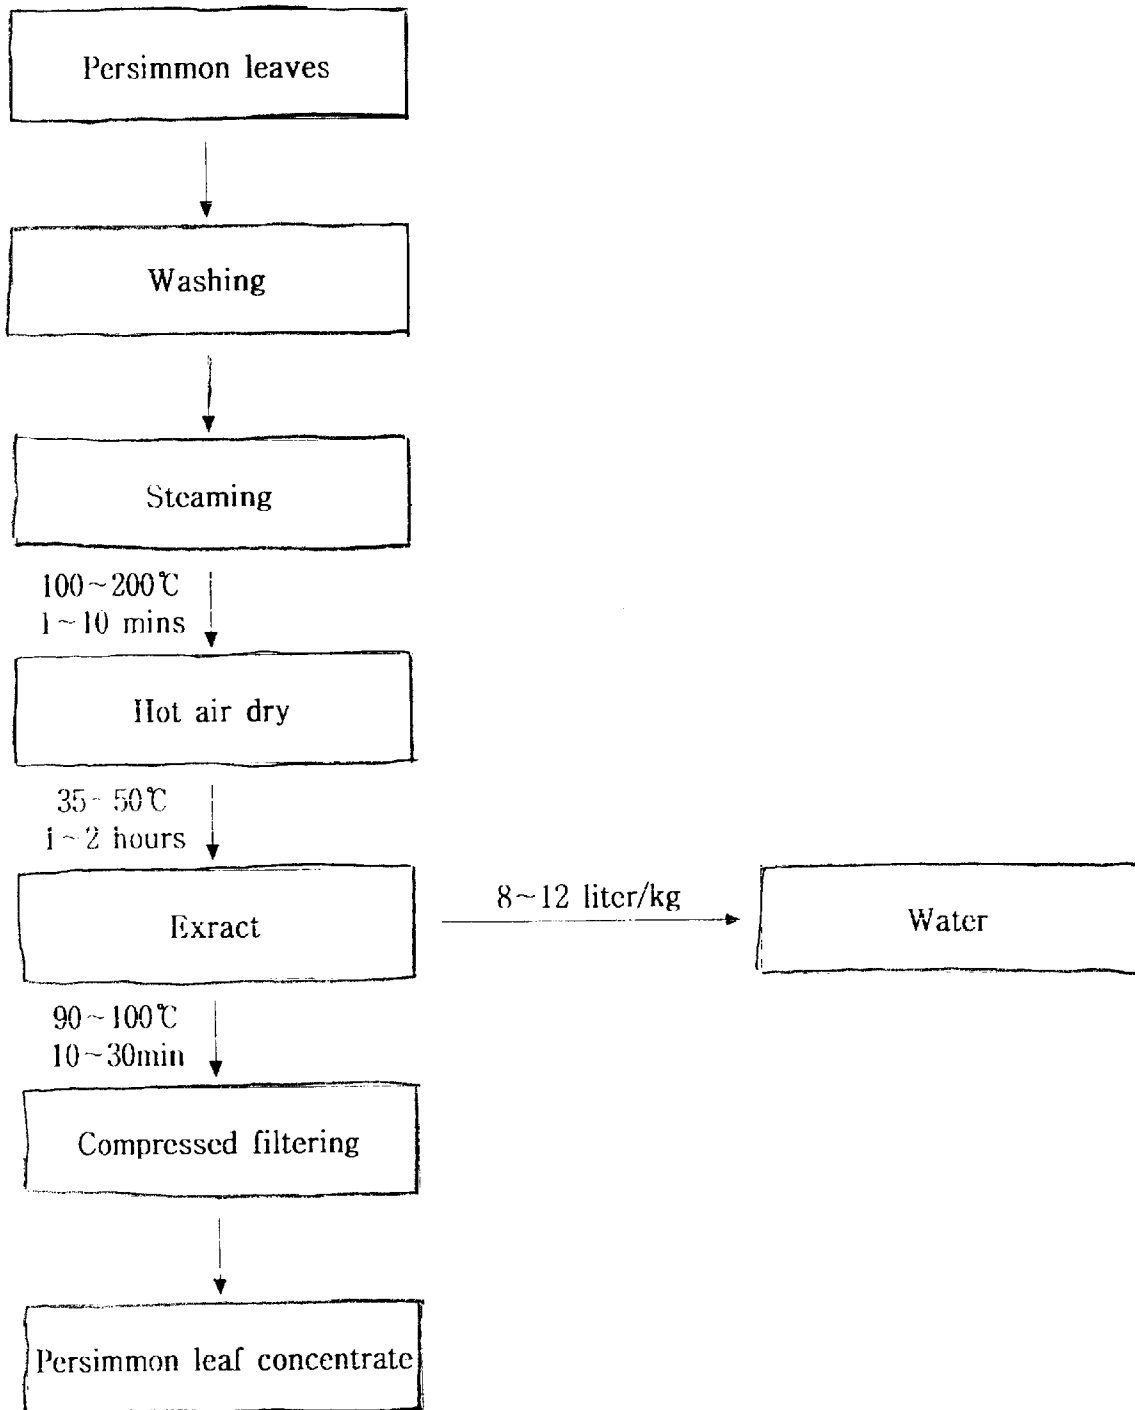 Persimmon leaves
Washing
Steaming
100~200℃
1~10 mins
Hot air dry
35~50℃
1~2 hours
Exract
8~12 liter/kg
Water
90~100℃
10~30min
Compressed filtering
Persimmon leaf concentrate